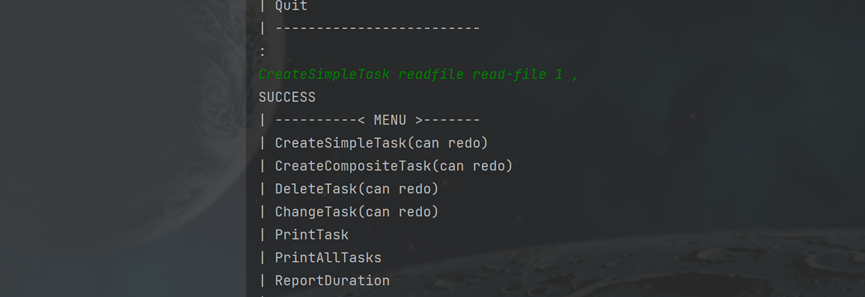 | Quit
| -------------------------
:
CreateSimpleTask readfile read-file 1 ,
SUCCESS
| ----------< MENU >-------
| CreateSimpleTask(can redo)
| CreateCompositeTask(can redo)
| DeleteTask(can redo)
| ChangeTask(can redo)
| PrintTask
| PrintAllTasks
| ReportDuration